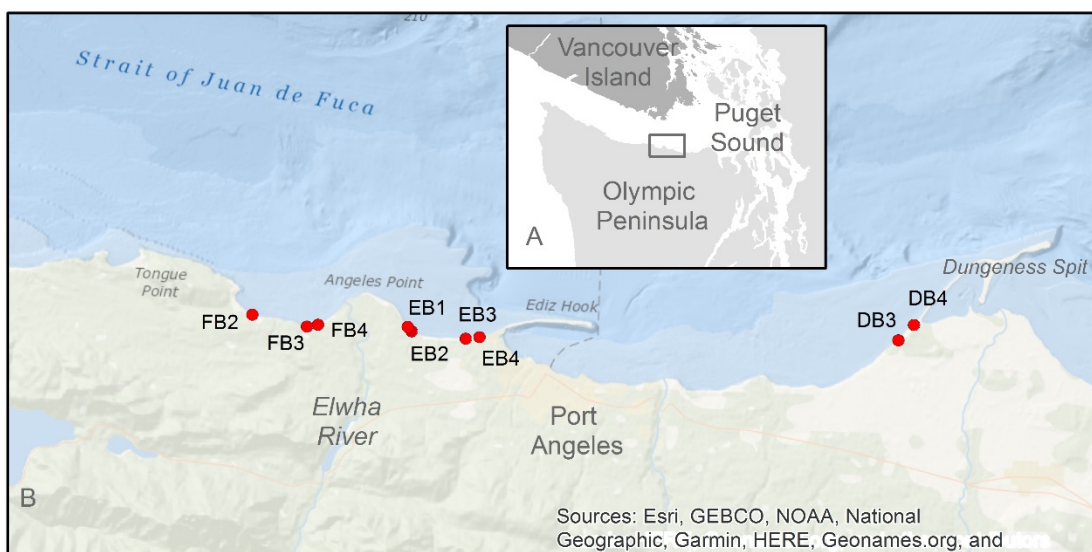 210
Strait of Juan de Fuca
Vancouver
Island
Puget
Sound
Olympic
Peninsula
A
Tongue
Point
Angeles Point
Ediz Hook
Dungeness Spit
FB2
FB3
FB4
EB1
EB2
EB3
EB4
DB3
DB4
Elwha
River
Port
Angeles
B
Sources: Esri, GEBCO, NOAA, National
Geographic, Garmin, HERE, Geonames.org, and